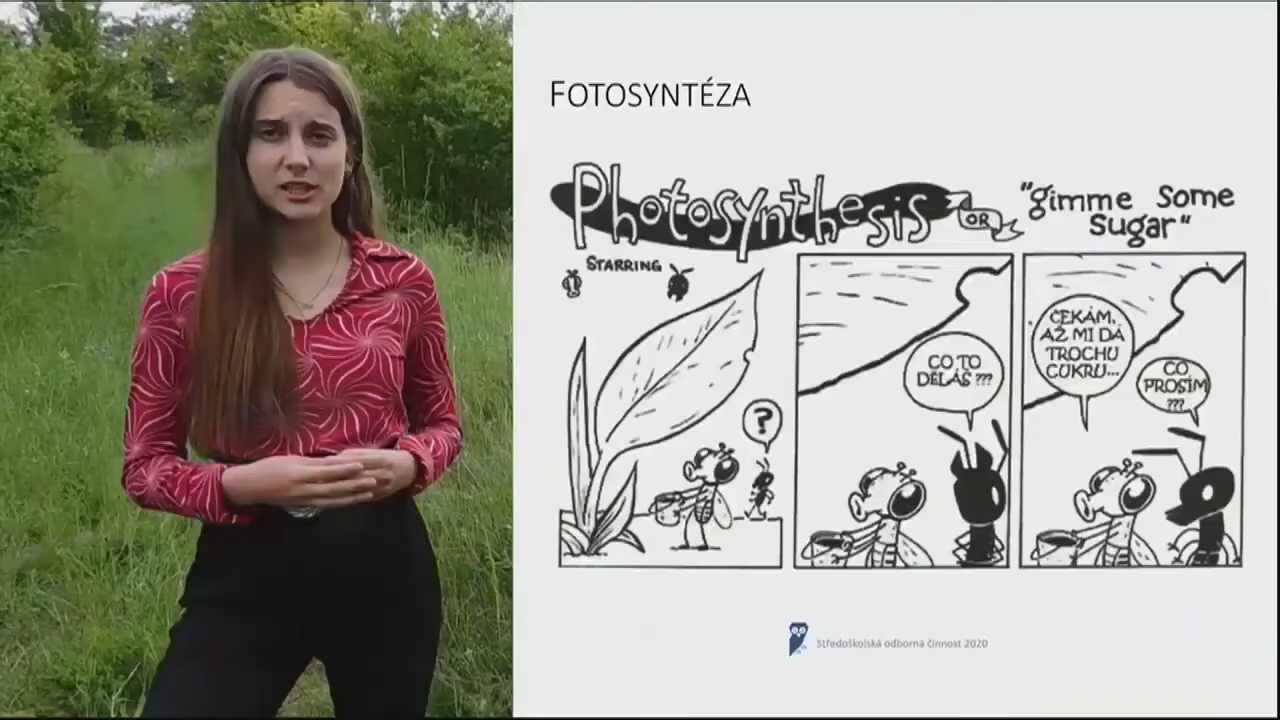 FOTOSYNTÉZA
Photosynthesis
OR
"gimme some
sugar"
STARRING
?
CO TO
DĚLÁŠ ???
ČEKÁM,
AŽ MI DÁ
TROCHU
CUKRU...
CO
PROSÍM
???
Středoškolská odborná činnost 2020